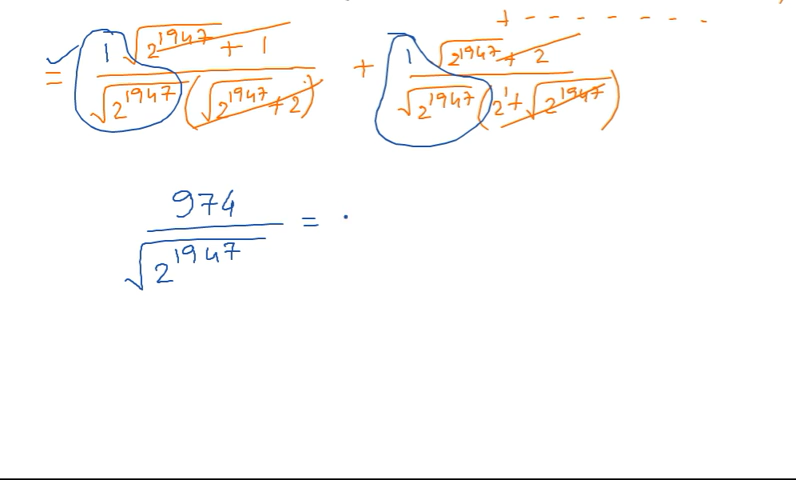 + - - - - - - -
= 1 √2^1947 + 1 / √2^1947 (√2^1947 + 2) + 1 √2^1947 + 2 / √2^1947 (2^1 + √2^1947)
974 / √2^1947 = .